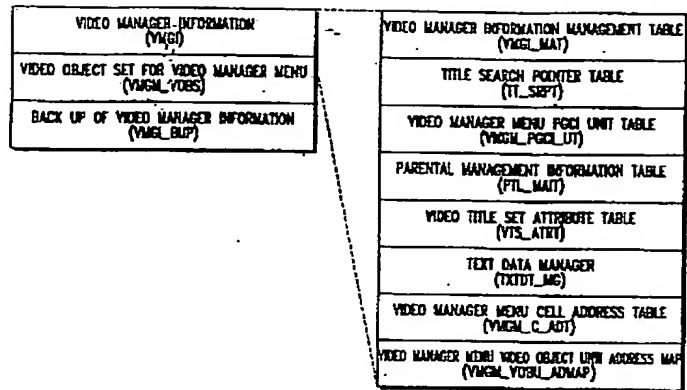 VIDEO MANAGER INFORMATION
(VMGI)
VIDEO OBJECT SET FOR VIDEO MANAGER MENU
(VMGM_VOBS)
BACK UP OF VIDEO MANAGER INFORMATION
(VMGI_BUP)
VIDEO MANAGER INFORMATION MANAGEMENT TABLE
(VMGI_MAT)
TITLE SEARCH POINTER TABLE
(TT_SRPT)
VIDEO MANAGER MENU PGCI UNIT TABLE
(VMGM_PGCI_UT)
PARENTAL MANAGEMENT INFORMATION TABLE
(PTL_MAIT)
VIDEO TITLE SET ATTRIBUTE TABLE
(VTS_ATRT)
TEXT DATA MANAGER
(TXTDT_MG)
VIDEO MANAGER MENU CELL ADDRESS TABLE
(VMGM_C_ADT)
VIDEO MANAGER MENU VIDEO OBJECT UNIT ADDRESS MAP
(VMGM_VOBU_ADMAP)